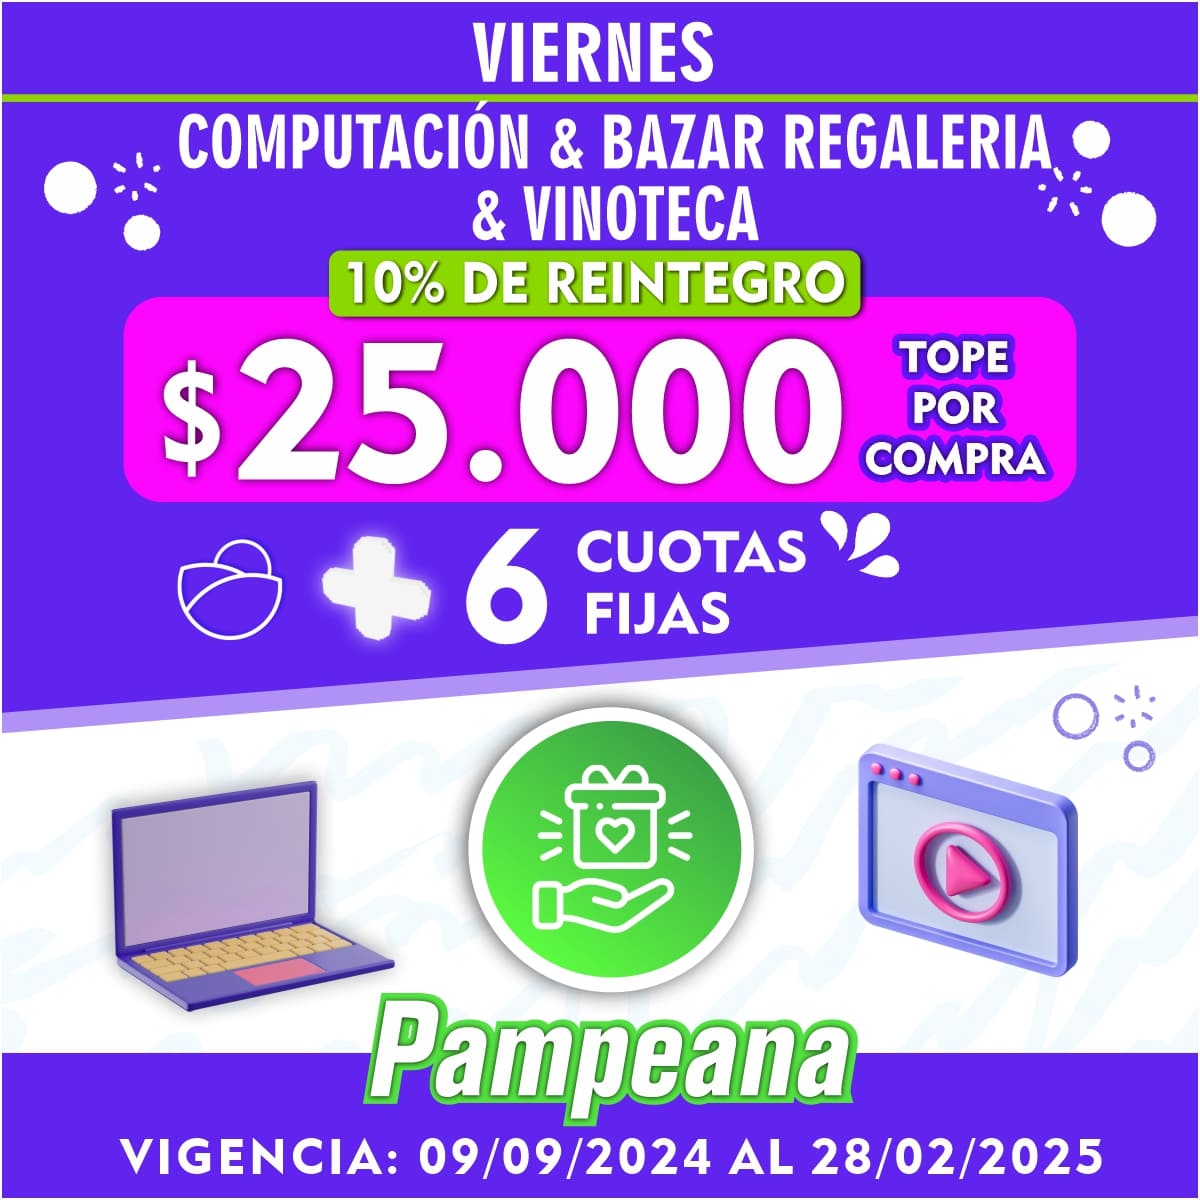 VIERNES
COMPUTACIÓN & BAZAR REGALERIA
& VINOTECA
10% DE REINTEGRO
$25.000
TOPE
POR
COMPRA
6 CUOTAS
FIJAS
Pampeana
VIGENCIA: 09/09/2024 AL 28/02/2025